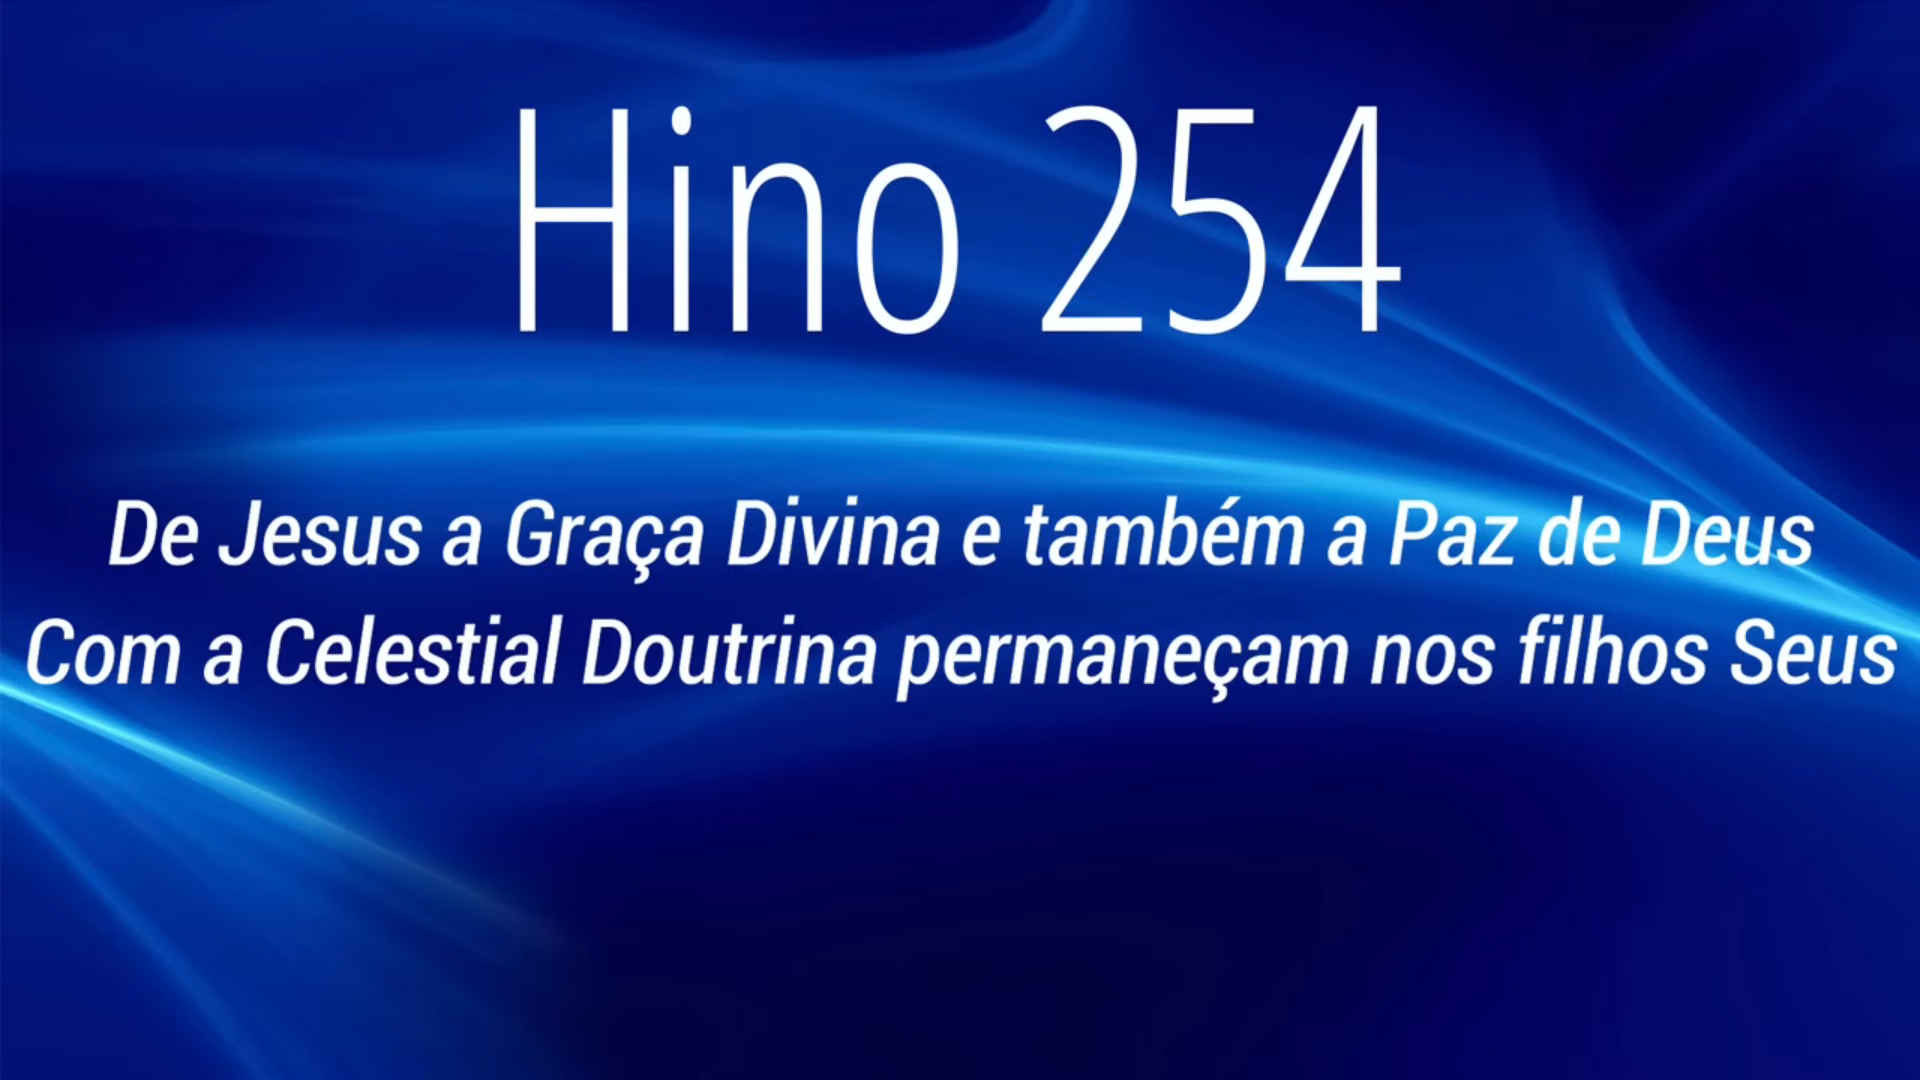 Hino 254
De Jesus a Graça Divina e também a Paz de Deus
Com a Celestial Doutrina permaneçam nos filhos Seus